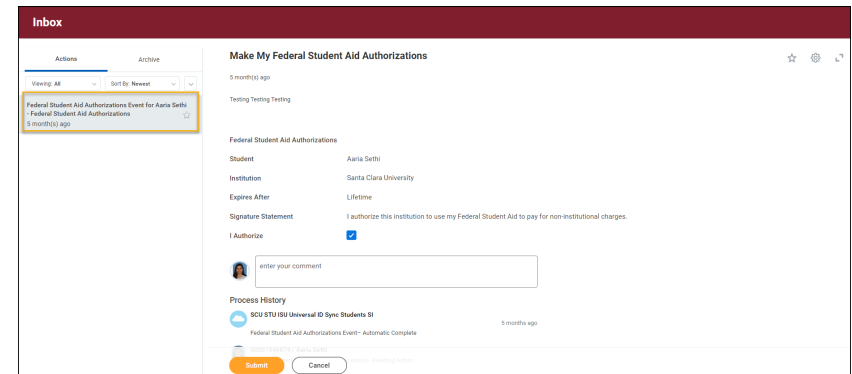 Inbox
Actions
Archive
Viewing: All
Sort By: Newest
Federal Student Aid Authorizations Event for Aaria Sethi
- Federal Student Aid Authorizations
5 month(s) ago
Make My Federal Student Aid Authorizations
5 month(s) ago
Testing Testing Testing
Federal Student Aid Authorizations
Student Aaria Sethi
Institution Santa Clara University
Expires After Lifetime
Signature Statement I authorize this institution to use my Federal Student Aid to pay for non-institutional charges.
I Authorize
enter your comment
Process History
SCU STU ISU Universal ID Sync Students SI
5 months ago
Federal Student Aid Authorizations Event– Automatic Complete
Submit
Cancel